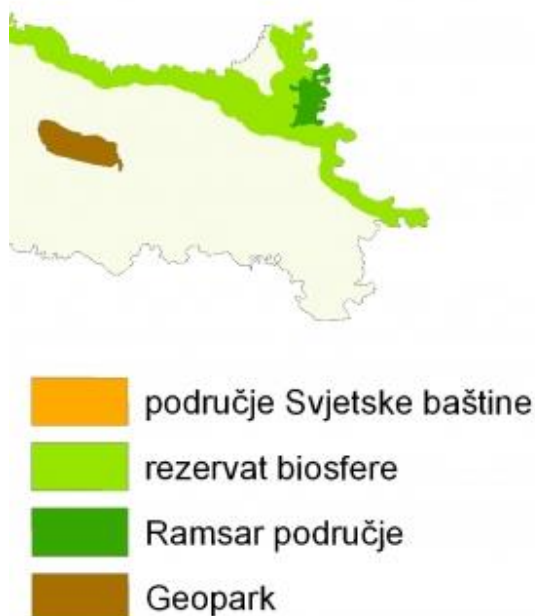 područje Svjetske baštine
rezervat biosfere
Ramsar područje
Geopark